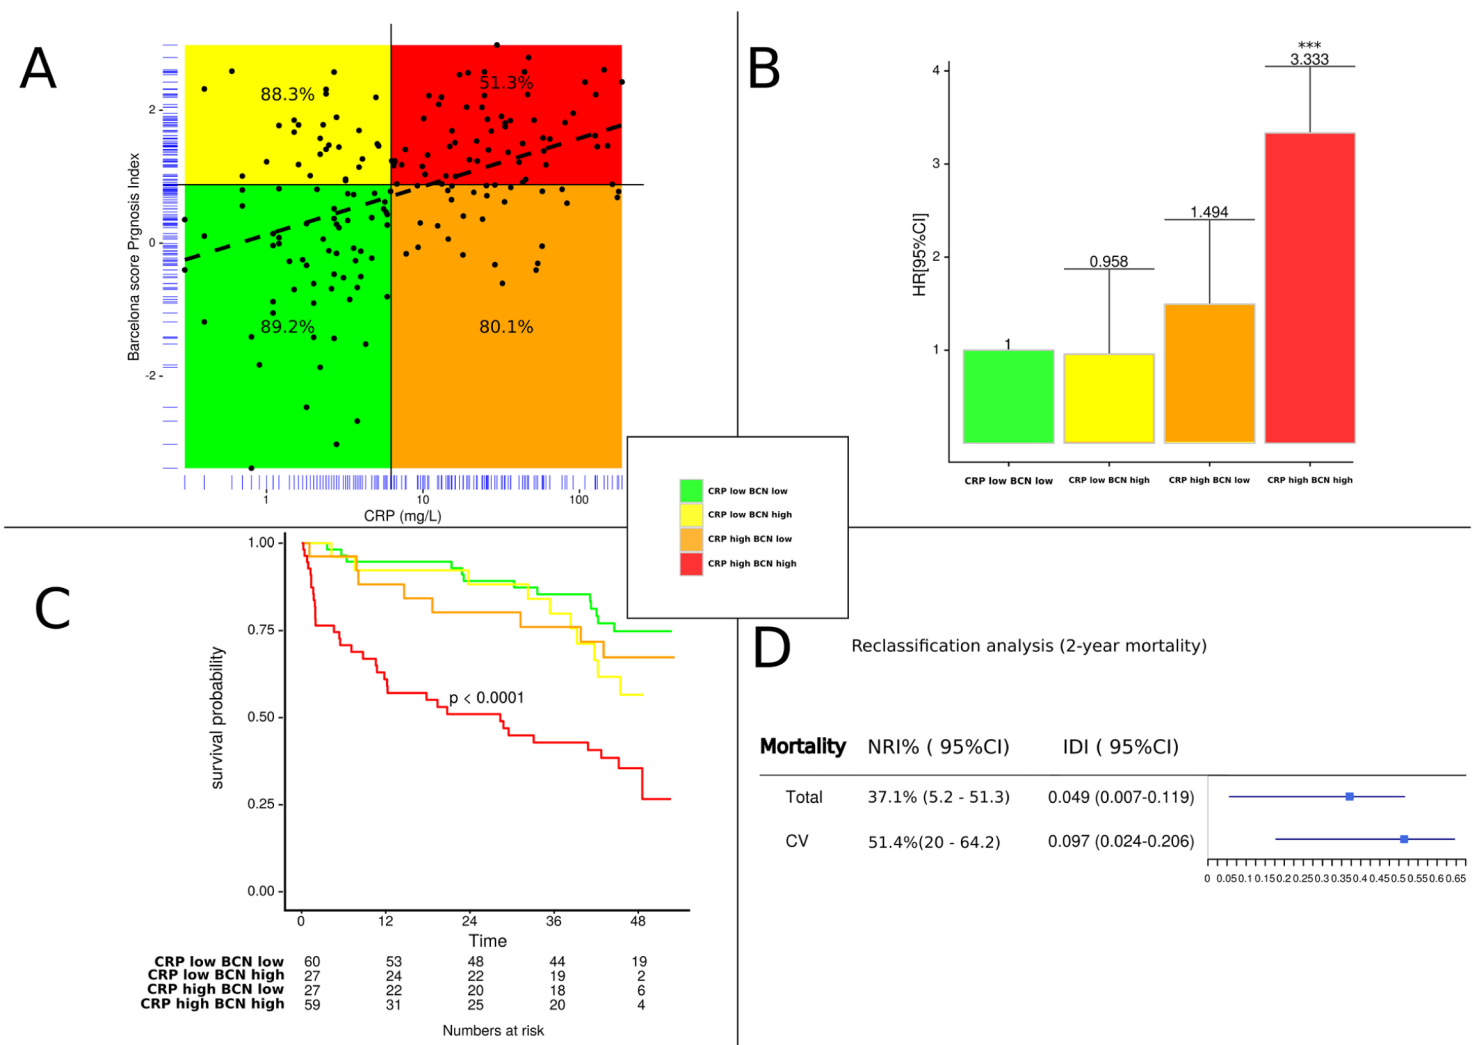 A
88.3%
51.3%
89.2%
80.1%
2
0
-2
Barcelona score Prgnosis Index
1
10
100
CRP (mg/L)
B
***
3.333
1.494
0.958
1
4
3
2
1
HR[95%CI]
CRP low BCN low
CRP low BCN high
CRP high BCN low
CRP high BCN high
CRP low BCN low
CRP low BCN high
CRP high BCN low
CRP high BCN high
C
1.00
0.75
0.50
0.25
0.00
survival probability
p < 0.0001
0 12 24 36 48
Time
CRP low BCN low 60 53 48 44 19
CRP low BCN high 27 24 22 19 2
CRP high BCN low 27 22 20 18 6
CRP high BCN high 59 31 25 20 4
Numbers at risk
D
Reclassification analysis (2-year mortality)
Mortality NRI% ( 95%CI) IDI ( 95%CI)
Total 37.1% (5.2 - 51.3) 0.049 (0.007-0.119)
CV 51.4%(20 - 64.2) 0.097 (0.024-0.206)
0 0.05 0.1 0.15 0.2 0.25 0.3 0.35 0.4 0.45 0.5 0.55 0.6 0.65